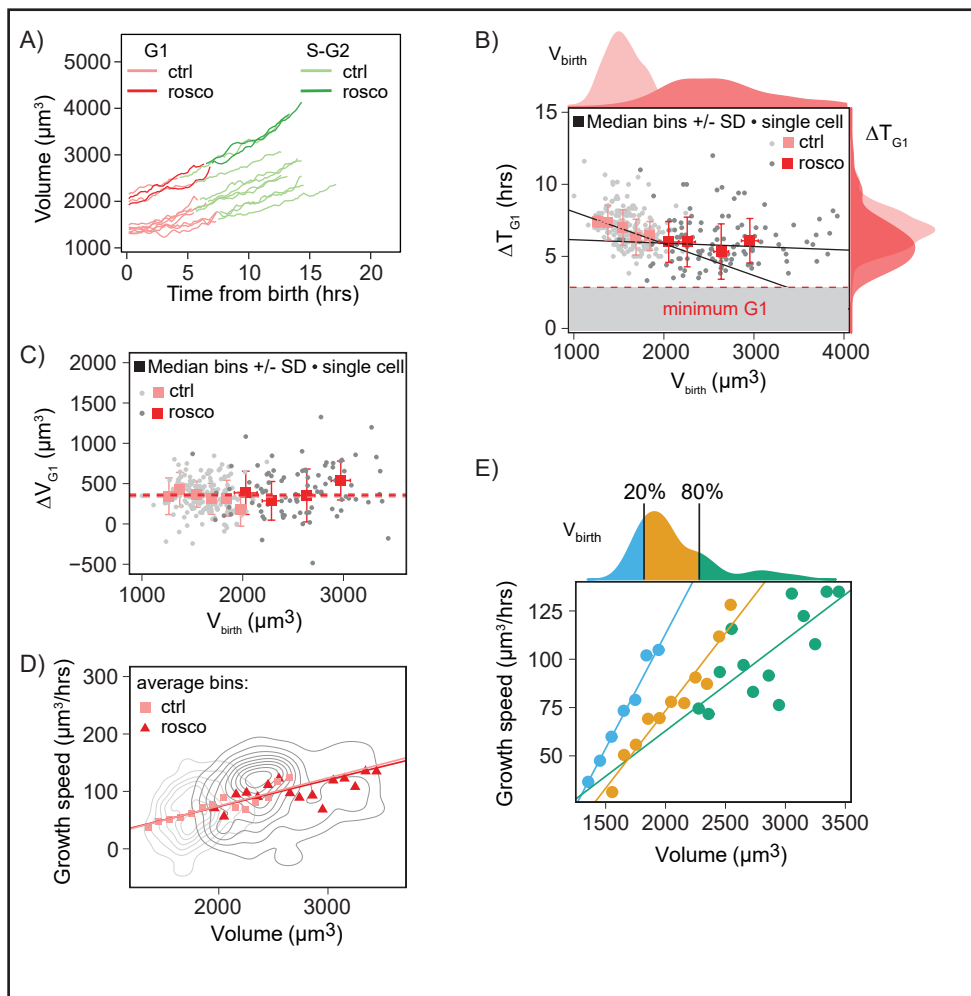 A)
G1
S-G2
ctrl
ctrl
rosco
rosco
5000
4000
3000
2000
1000
Volume (µm³)
0
5
10
15
20
Time from birth (hrs)
B)
V_birth
15
10
5
0
ΔT_G1 (hrs)
■Median bins +/- SD • single cell
ctrl
rosco
minimum G1
ΔT_G1
1000
2000
3000
4000
V_birth (µm³)
C)
2000
1500
1000
500
0
−500
ΔV_G1 (µm³)
■Median bins +/- SD • single cell
ctrl
rosco
1000
2000
3000
V_birth (µm³)
D)
300
200
100
0
Growth speed (µm³/hrs)
average bins:
ctrl
rosco
2000
3000
Volume (µm³)
E)
20%
80%
V_birth
125
100
75
50
Growth speed (µm³/hrs)
1500
2000
2500
3000
3500
Volume (µm³)